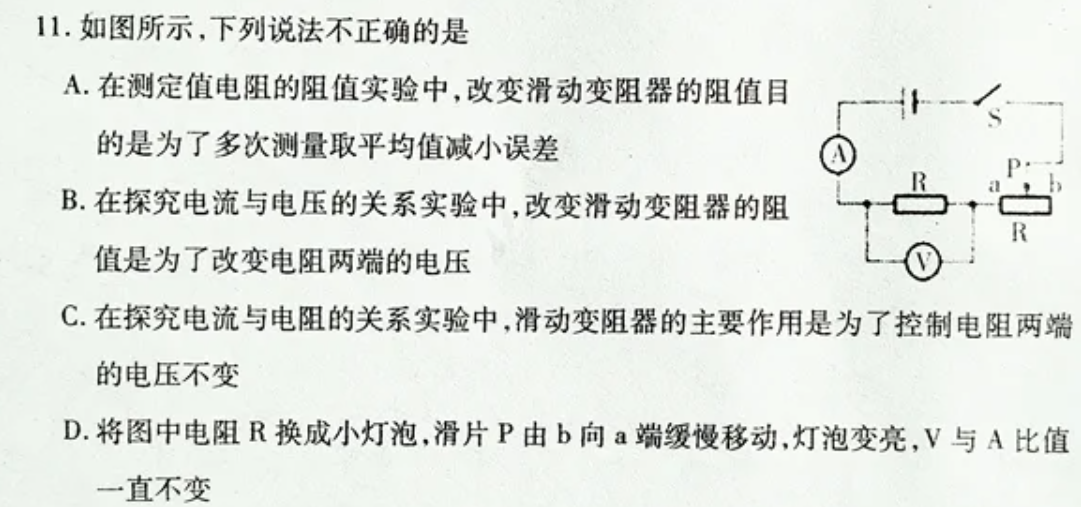 11. 如图所示,下列说法不正确的是
A. 在测定值电阻的阻值实验中,改变滑动变阻器的阻值目
的是为了多次测量取平均值减小误差
B. 在探究电流与电压的关系实验中,改变滑动变阻器的阻
值是为了改变电阻两端的电压
C. 在探究电流与电阻的关系实验中,滑动变阻器的主要作用是为了控制电阻两端
的电压不变
D. 将图中电阻 R 换成小灯泡,滑片 P 由 b 向 a 端缓慢移动,灯泡变亮,V 与 A 比值
一直不变
S
A
P
R
a
b
R
V